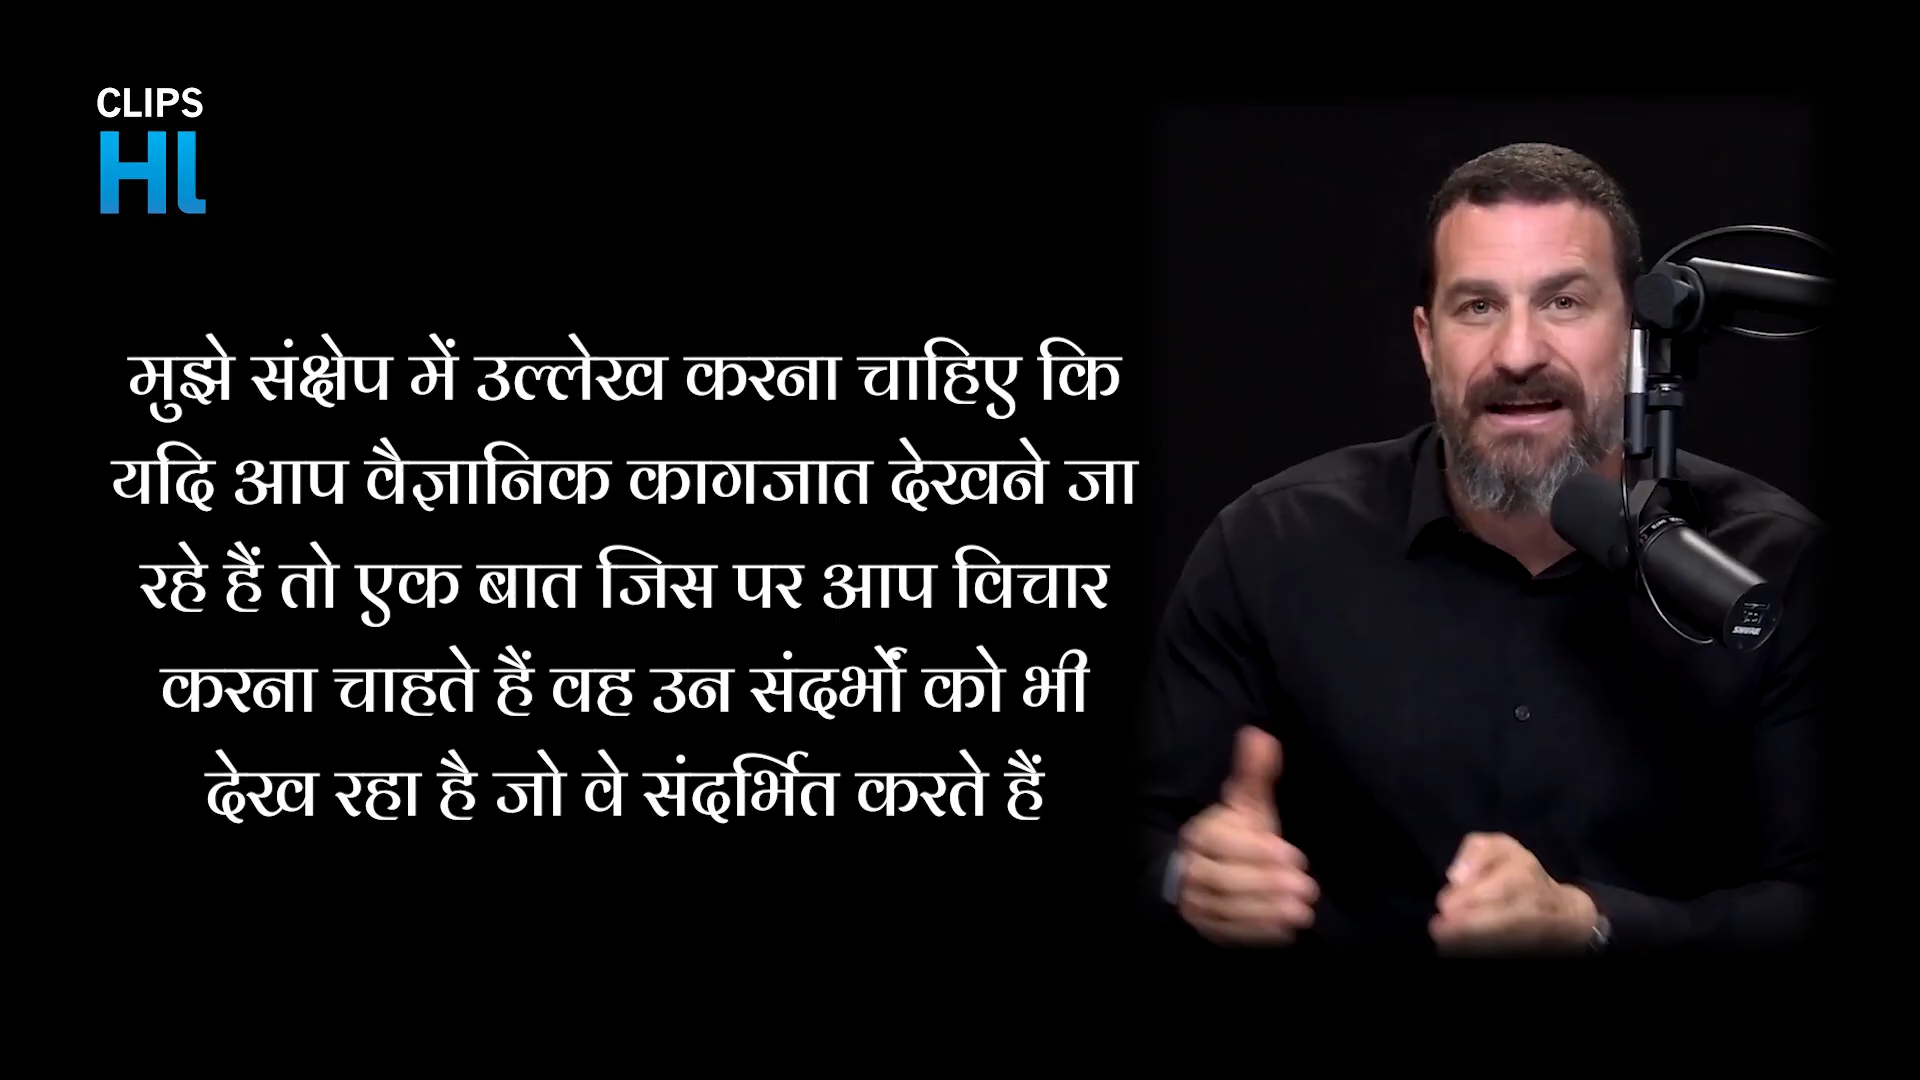 CLIPS
HL
मुझे संक्षेप में उल्लेख करना चाहिए कि
यदि आप वैज्ञानिक कागजात देखने जा
रहे हैं तो एक बात जिस पर आप विचार
करना चाहते हैं वह उन संदर्भों को भी
देख रहा है जो वे संदर्भित करते हैं
SHURE